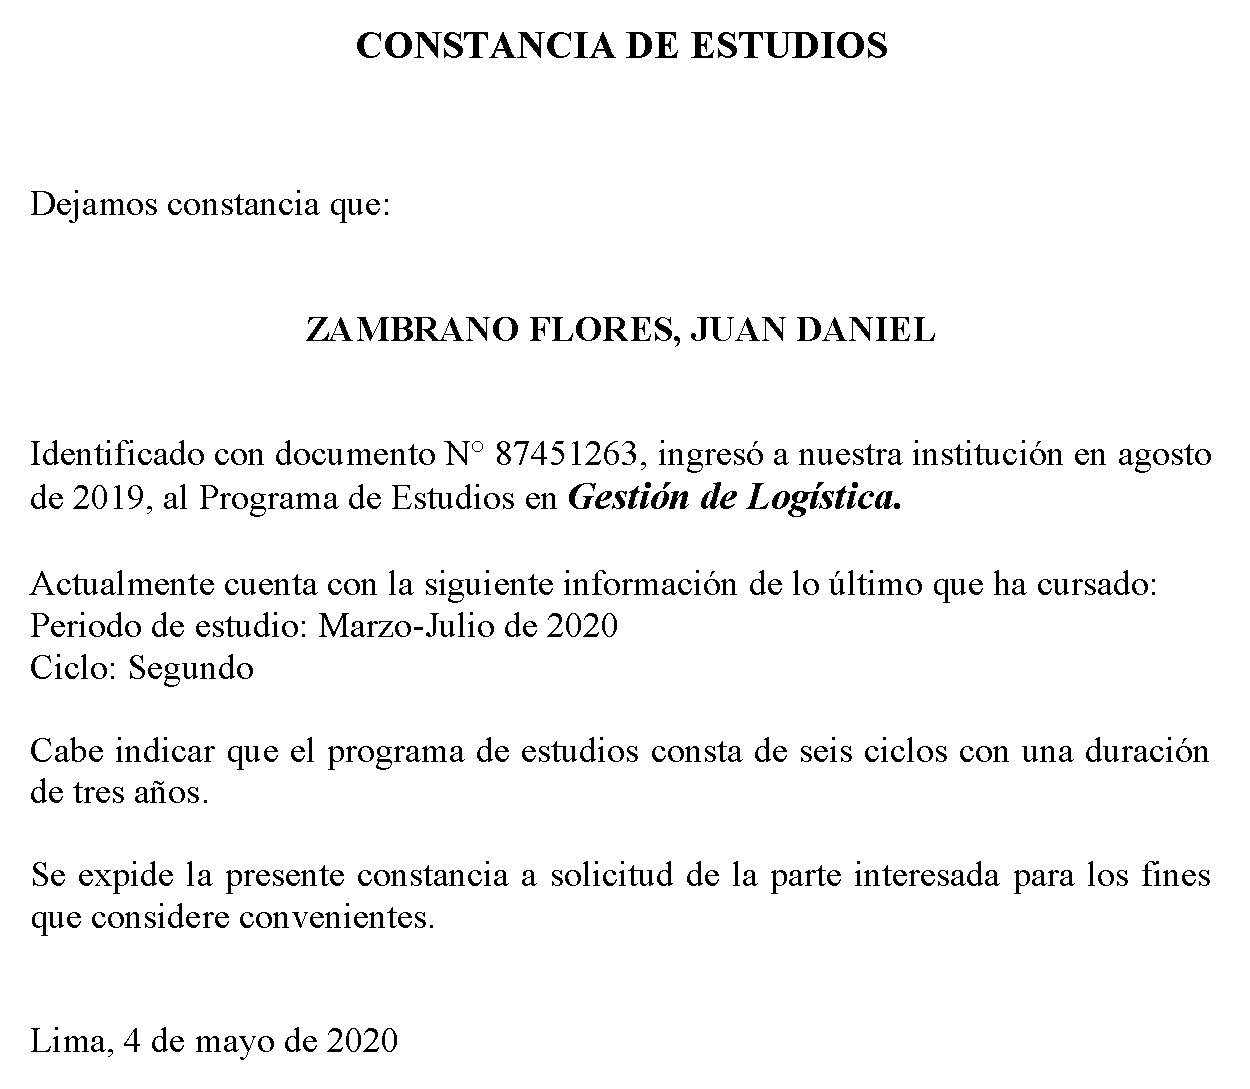 CONSTANCIA DE ESTUDIOS
Dejamos constancia que:
ZAMBRANO FLORES, JUAN DANIEL
Identificado con documento N° 87451263, ingresó a nuestra institución en agosto
de 2019, al Programa de Estudios en Gestión de Logística.
Actualmente cuenta con la siguiente información de lo último que ha cursado:
Periodo de estudio: Marzo-Julio de 2020
Ciclo: Segundo
Cabe indicar que el programa de estudios consta de seis ciclos con una duración
de tres años.
Se expide la presente constancia a solicitud de la parte interesada para los fines
que considere convenientes.
Lima, 4 de mayo de 2020